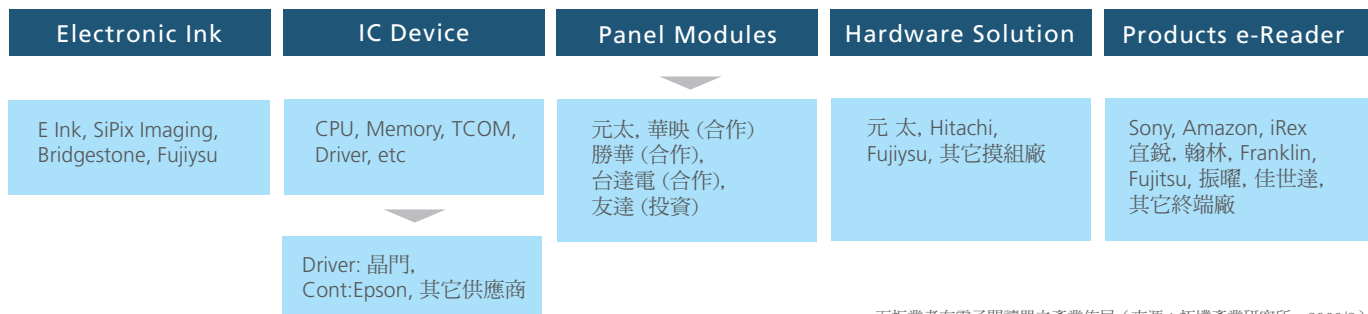 Electronic Ink
IC Device
Panel Modules
Hardware Solution
Products e-Reader
E Ink, SiPix Imaging,
Bridgestone, Fujiysu
CPU, Memory, TCOM,
Driver, etc
元太, 華映 (合作)
勝華 (合作),
台達電 (合作),
友達 (投資)
元 太, Hitachi,
Fujiysu, 其它摸組廠
Sony, Amazon, iRex
宜銳, 翰林, Franklin,
Fujitsu, 振曜, 佳世達,
其它終端廠
Driver: 晶門,
Cont:Epson, 其它供應商